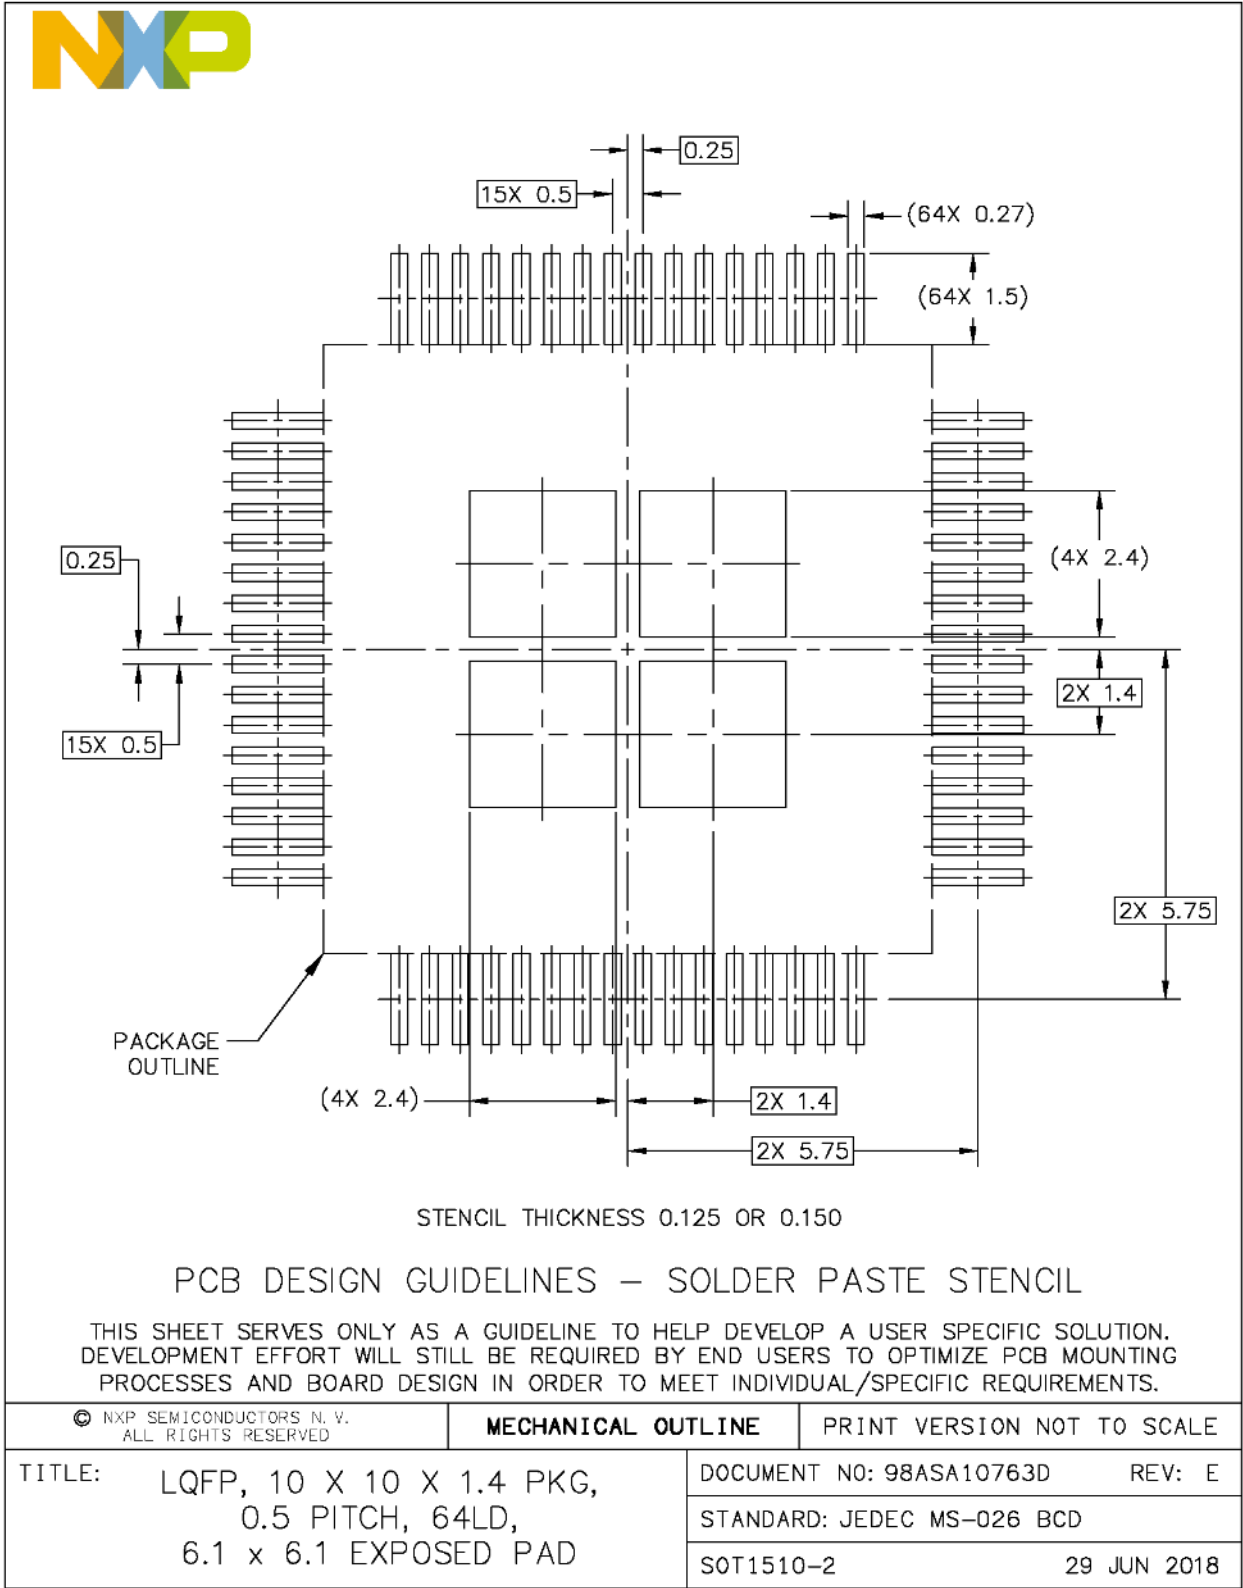 NXP
0.25
15X 0.5
(64X 0.27)
(64X 1.5)
0.25
(4X 2.4)
2X 1.4
15X 0.5
2X 5.75
PACKAGE
OUTLINE
(4X 2.4)
2X 1.4
2X 5.75
STENCIL THICKNESS 0.125 OR 0.150
PCB DESIGN GUIDELINES – SOLDER PASTE STENCIL
THIS SHEET SERVES ONLY AS A GUIDELINE TO HELP DEVELOP A USER SPECIFIC SOLUTION.
DEVELOPMENT EFFORT WILL STILL BE REQUIRED BY END USERS TO OPTIMIZE PCB MOUNTING
PROCESSES AND BOARD DESIGN IN ORDER TO MEET INDIVIDUAL/SPECIFIC REQUIREMENTS.
© NXP SEMICONDUCTORS N. V.
ALL RIGHTS RESERVED
MECHANICAL OUTLINE
PRINT VERSION NOT TO SCALE
TITLE:
LQFP, 10 X 10 X 1.4 PKG,
0.5 PITCH, 64LD,
6.1 x 6.1 EXPOSED PAD
DOCUMENT NO: 98ASA10763D REV: E
STANDARD: JEDEC MS-026 BCD
SOT1510-2 29 JUN 2018